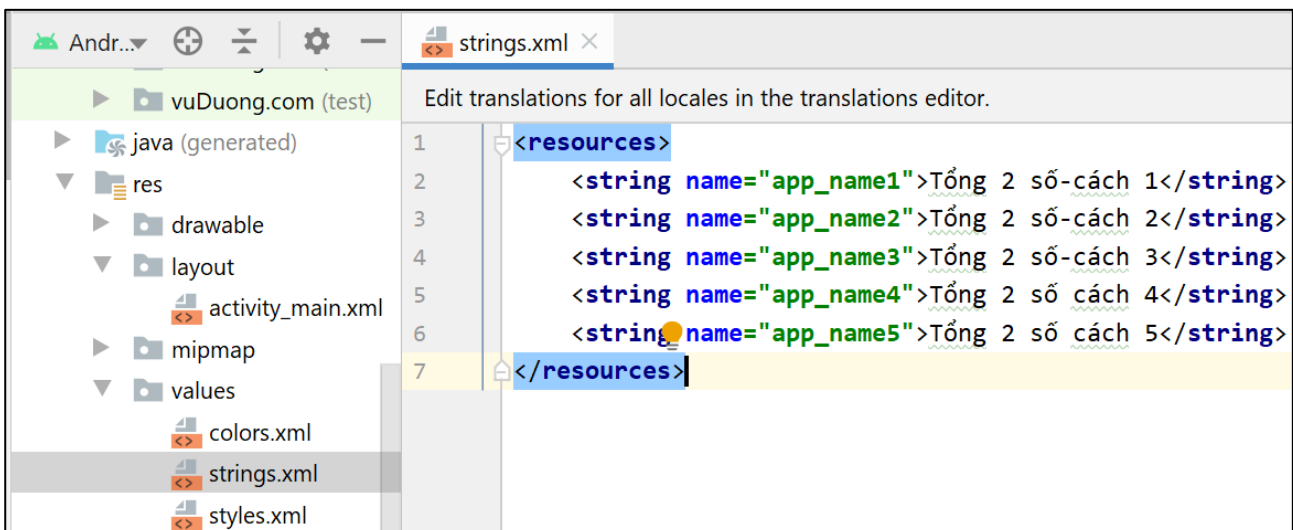 Andr...
strings.xml
vuDuong.com (test)
java (generated)
res
drawable
layout
activity_main.xml
mipmap
values
colors.xml
strings.xml
styles.xml
Edit translations for all locales in the translations editor.
1 <resources>
2 <string name="app_name1">Tổng 2 số-cách 1</string>
3 <string name="app_name2">Tổng 2 số-cách 2</string>
4 <string name="app_name3">Tổng 2 số-cách 3</string>
5 <string name="app_name4">Tổng 2 số cách 4</string>
6 <string name="app_name5">Tổng 2 số cách 5</string>
7 </resources>